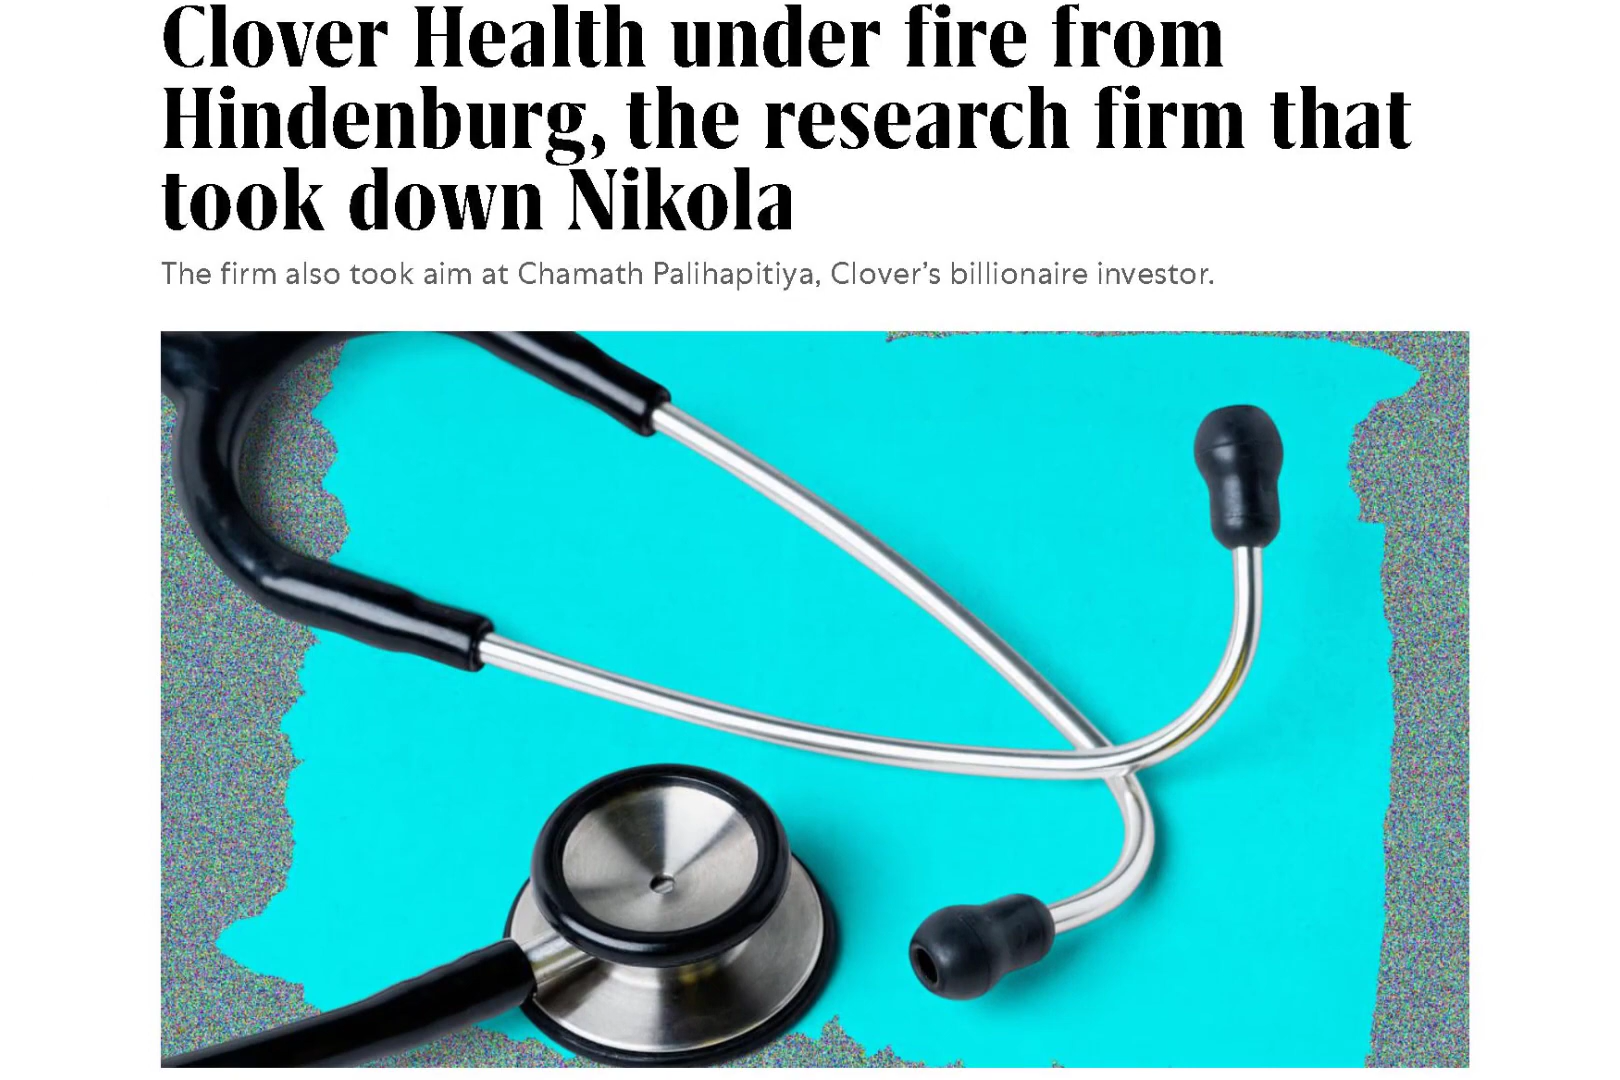 Clover Health under fire from
Hindenburg, the research firm that
took down Nikola
The firm also took aim at Chamath Palihapitiya, Clover’s billionaire investor.